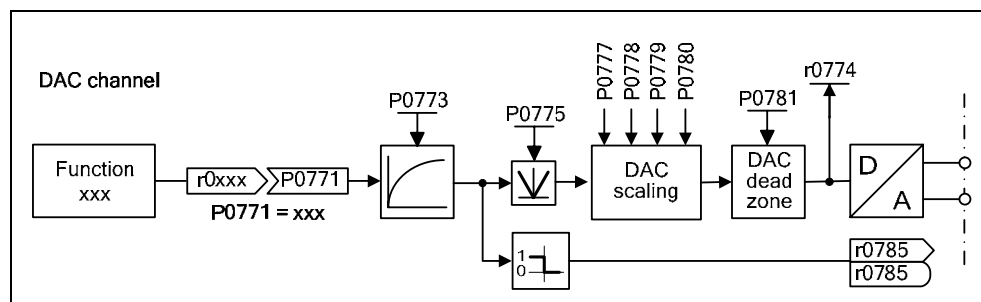 DAC channel
Function
xxx
r0xxx
P0771
P0771 = xxx
P0773
P0775
P0777
P0778
P0779
P0780
DAC
scaling
P0781
DAC
dead
zone
r0774
D
A
1
0
r0785
r0785